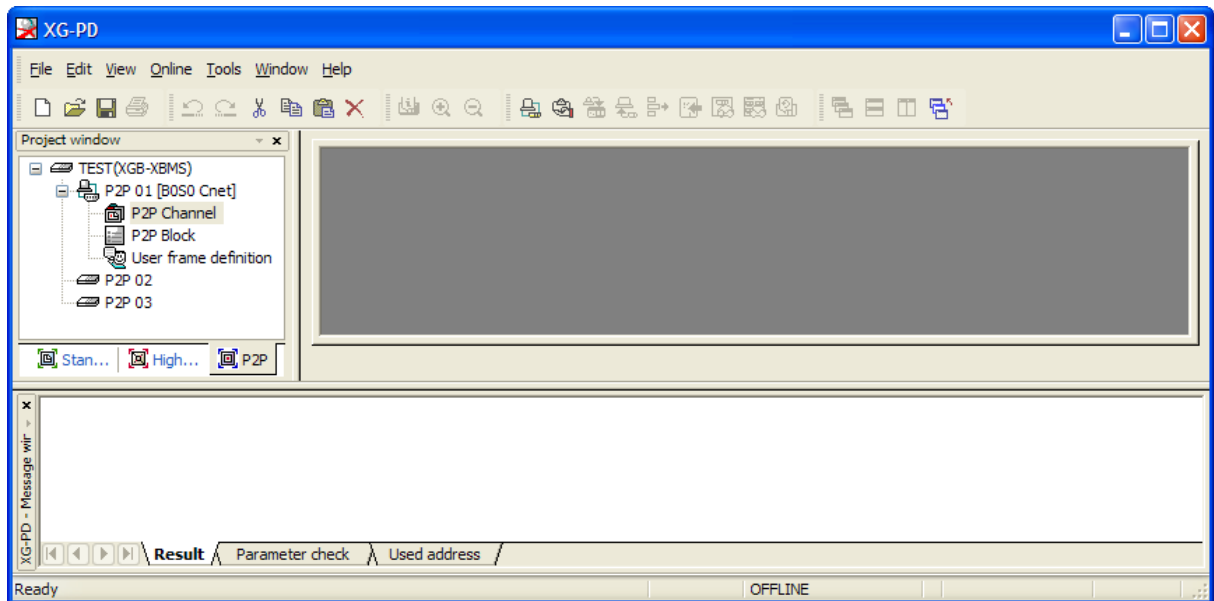 XG-PD
File Edit View Online Tools Window Help
Project window
TEST(XGB-XBMS)
P2P 01 [B0S0 Cnet]
P2P Channel
P2P Block
User frame definition
P2P 02
P2P 03
Stan... High... P2P
XG-PD - Message wir
Result Parameter check Used address
Ready OFFLINE